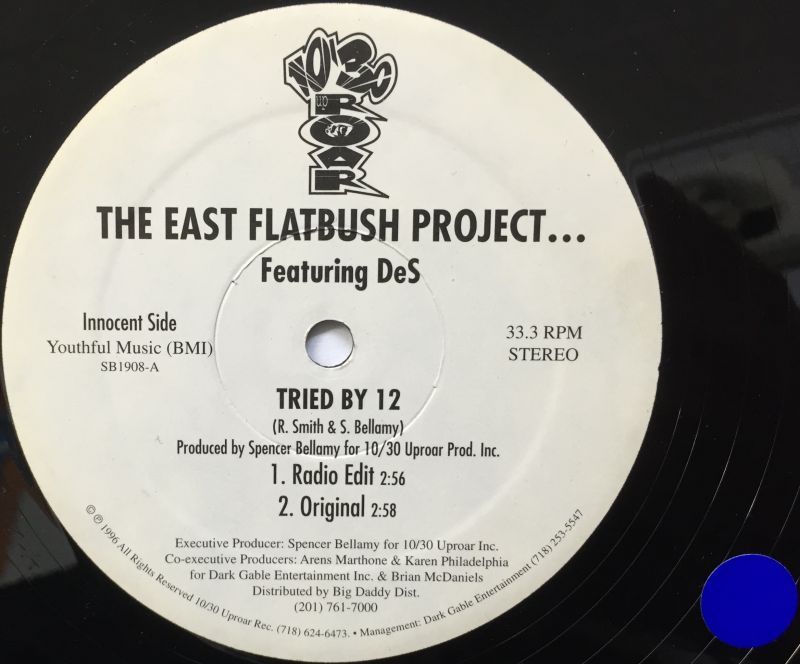 10/30
up
ROAR
THE EAST FLATBUSH PROJECT...
Featuring DeS
Innocent Side
Youthful Music (BMI)
SB1908-A
33.3 RPM
STEREO
TRIED BY 12
(R. Smith & S. Bellamy)
Produced by Spencer Bellamy for 10/30 Uproar Prod. Inc.
1. Radio Edit 2:56
2. Original 2:58
Executive Producer: Spencer Bellamy for 10/30 Uproar Inc.
Co-executive Producers: Arens Marthone & Karen Philadelphia
for Dark Gable Entertainment Inc. & Brian McDaniels
Distributed by Big Daddy Dist.
(201) 761-7000
© ℗ 1996 All Rights Reserved 10/30 Uproar Rec. (718) 624-6473. • Management: Dark Gable Entertainment (718) 253-5547